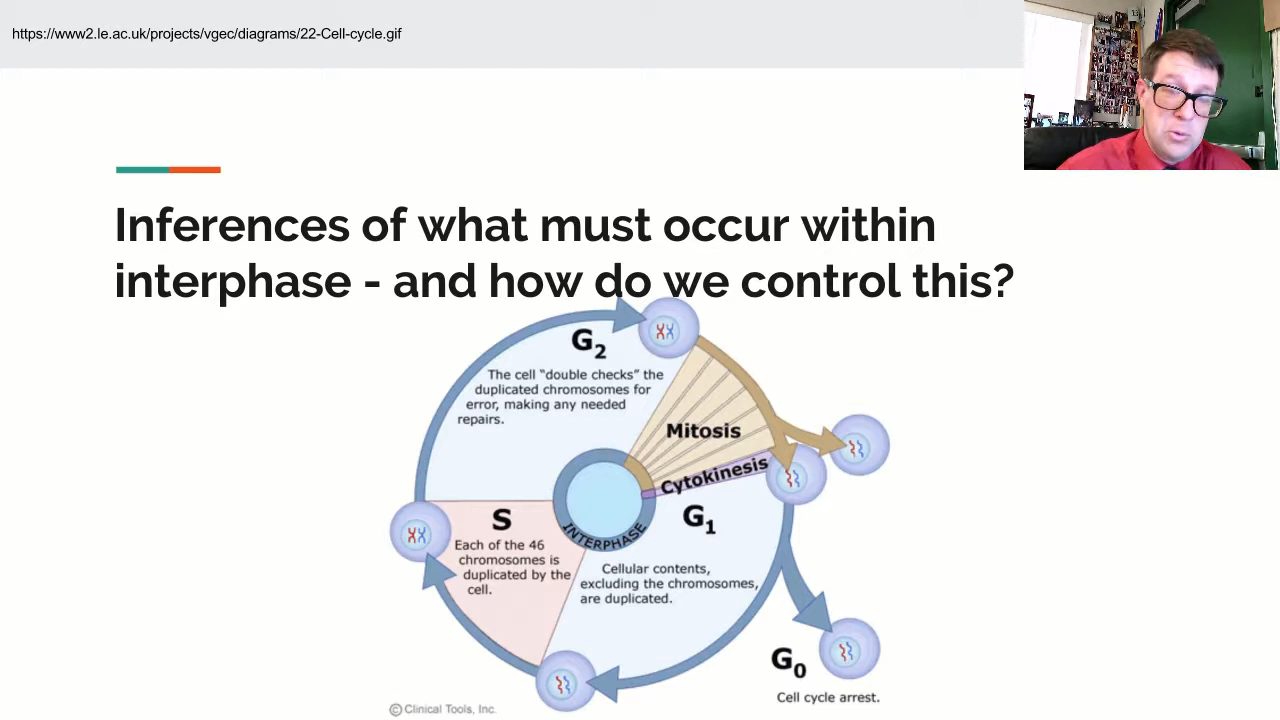 https://www2.le.ac.uk/projects/vgec/diagrams/22-Cell-cycle.gif
Inferences of what must occur within
interphase - and how do we control this?
G2
The cell “double checks” the
duplicated chromosomes for
error, making any needed
repairs.
Mitosis
Cytokinesis
S
Each of the 46
chromosomes is
duplicated by the
cell.
INTERPHASE
G1
Cellular contents,
excluding the chromosomes,
are duplicated.
G0
Cell cycle arrest.
© Clinical Tools, Inc.